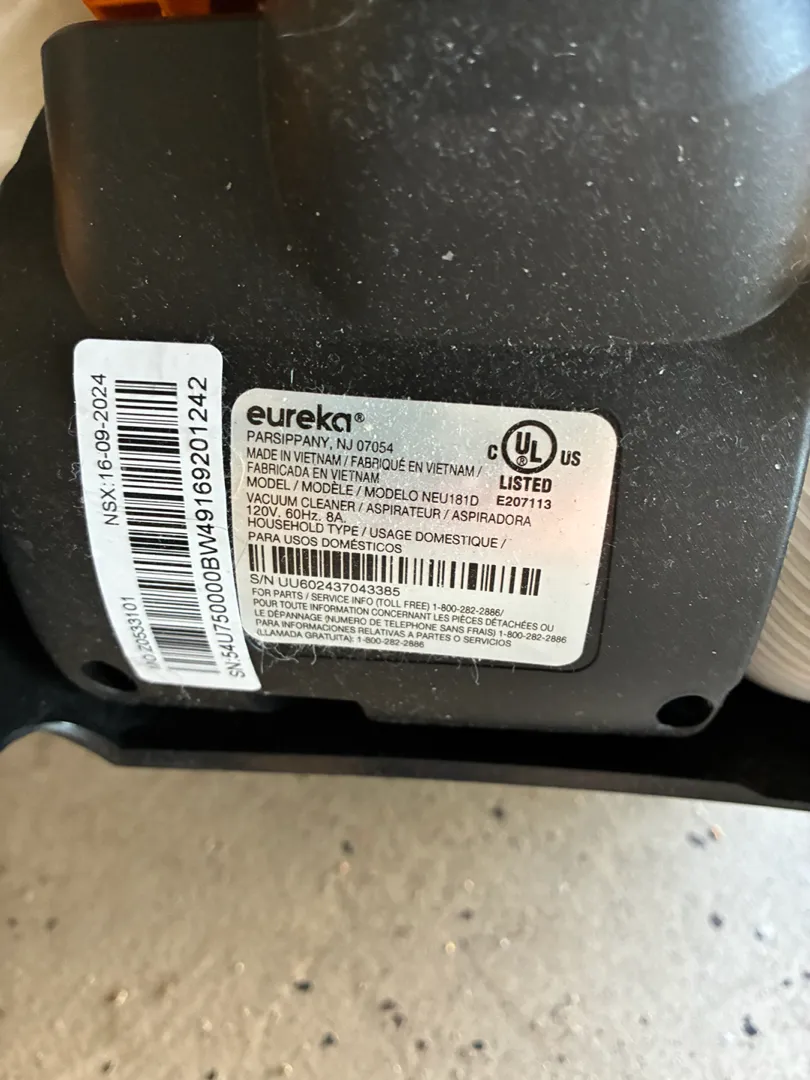 NSX: 16-09-2024
SN:54U750000BW49169201242
eureka®
PARSIPPANY, NJ 07054
MADE IN VIETNAM / FABRIQUÉ EN VIETNAM /
FABRICADA EN VIETNAM
MODEL / MODÈLE / MODELO NEU181D
VACUUM CLEANER / ASPIRATEUR / ASPIRADORA
120V. 60Hz. 8A.
HOUSEHOLD TYPE / USAGE DOMESTIQUE /
PARA USOS DOMÉSTICOS
C UL US
®
LISTED
E207113
S/N UU602437043385
FOR PARTS / SERVICE INFO (TOLL FREE) 1-800-282-2886/
POUR TOUTE INFORMATION CONCERNANT LES PIÈCES DÉTACHÉES OU
LE DÉPANNAGE (NUMERO DE TELEPHONE SANS FRAIS) 1-800-282-2886
PARA INFORMACIONES RELATIVAS A PARTES O SERVICIOS
(LLAMADA GRATUITA): 1-800-282-2886